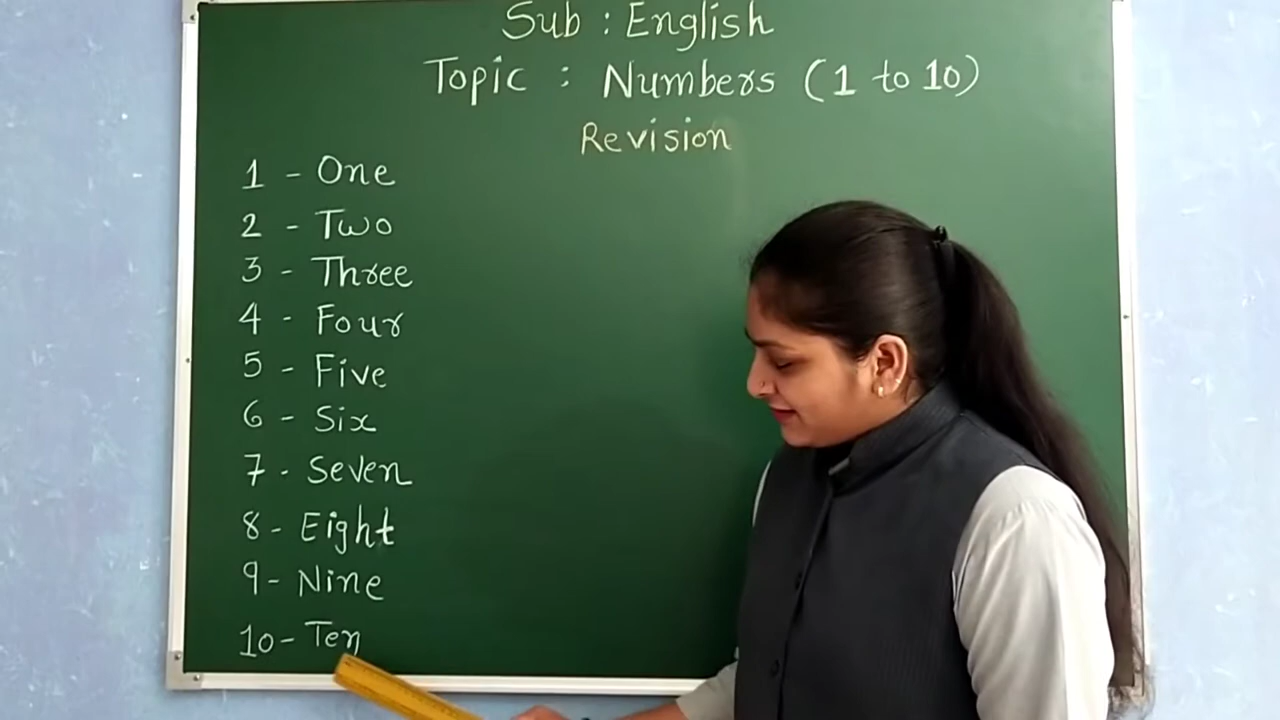 Sub : English
Topic : Numbers (1 to 10)
Revision
1 - One
2 - Two
3 - Three
4 - Four
5 - Five
6 - Six
7 - Seven
8 - Eight
9 - Nine
10 - Ten